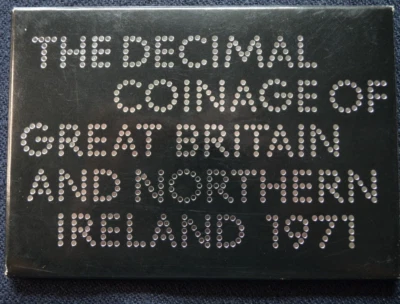 THE DECIMAL
COINAGE OF
GREAT BRITAIN
AND NORTHERN
IRELAND 1971